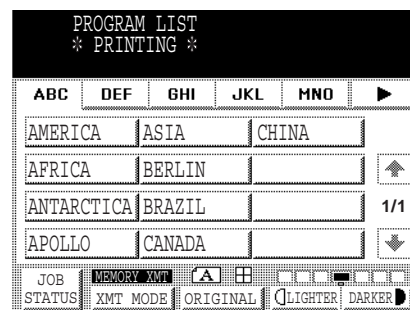 PROGRAM LIST
※ PRINTING ※
ABC DEF GHI JKL MNO
AMERICA ASIA CHINA
AFRICA BERLIN
ANTARCTICA BRAZIL 1/1
APOLLO CANADA
JOB STATUS MEMORY XMT A
XMT MODE ORIGINAL LIGHTER DARKER